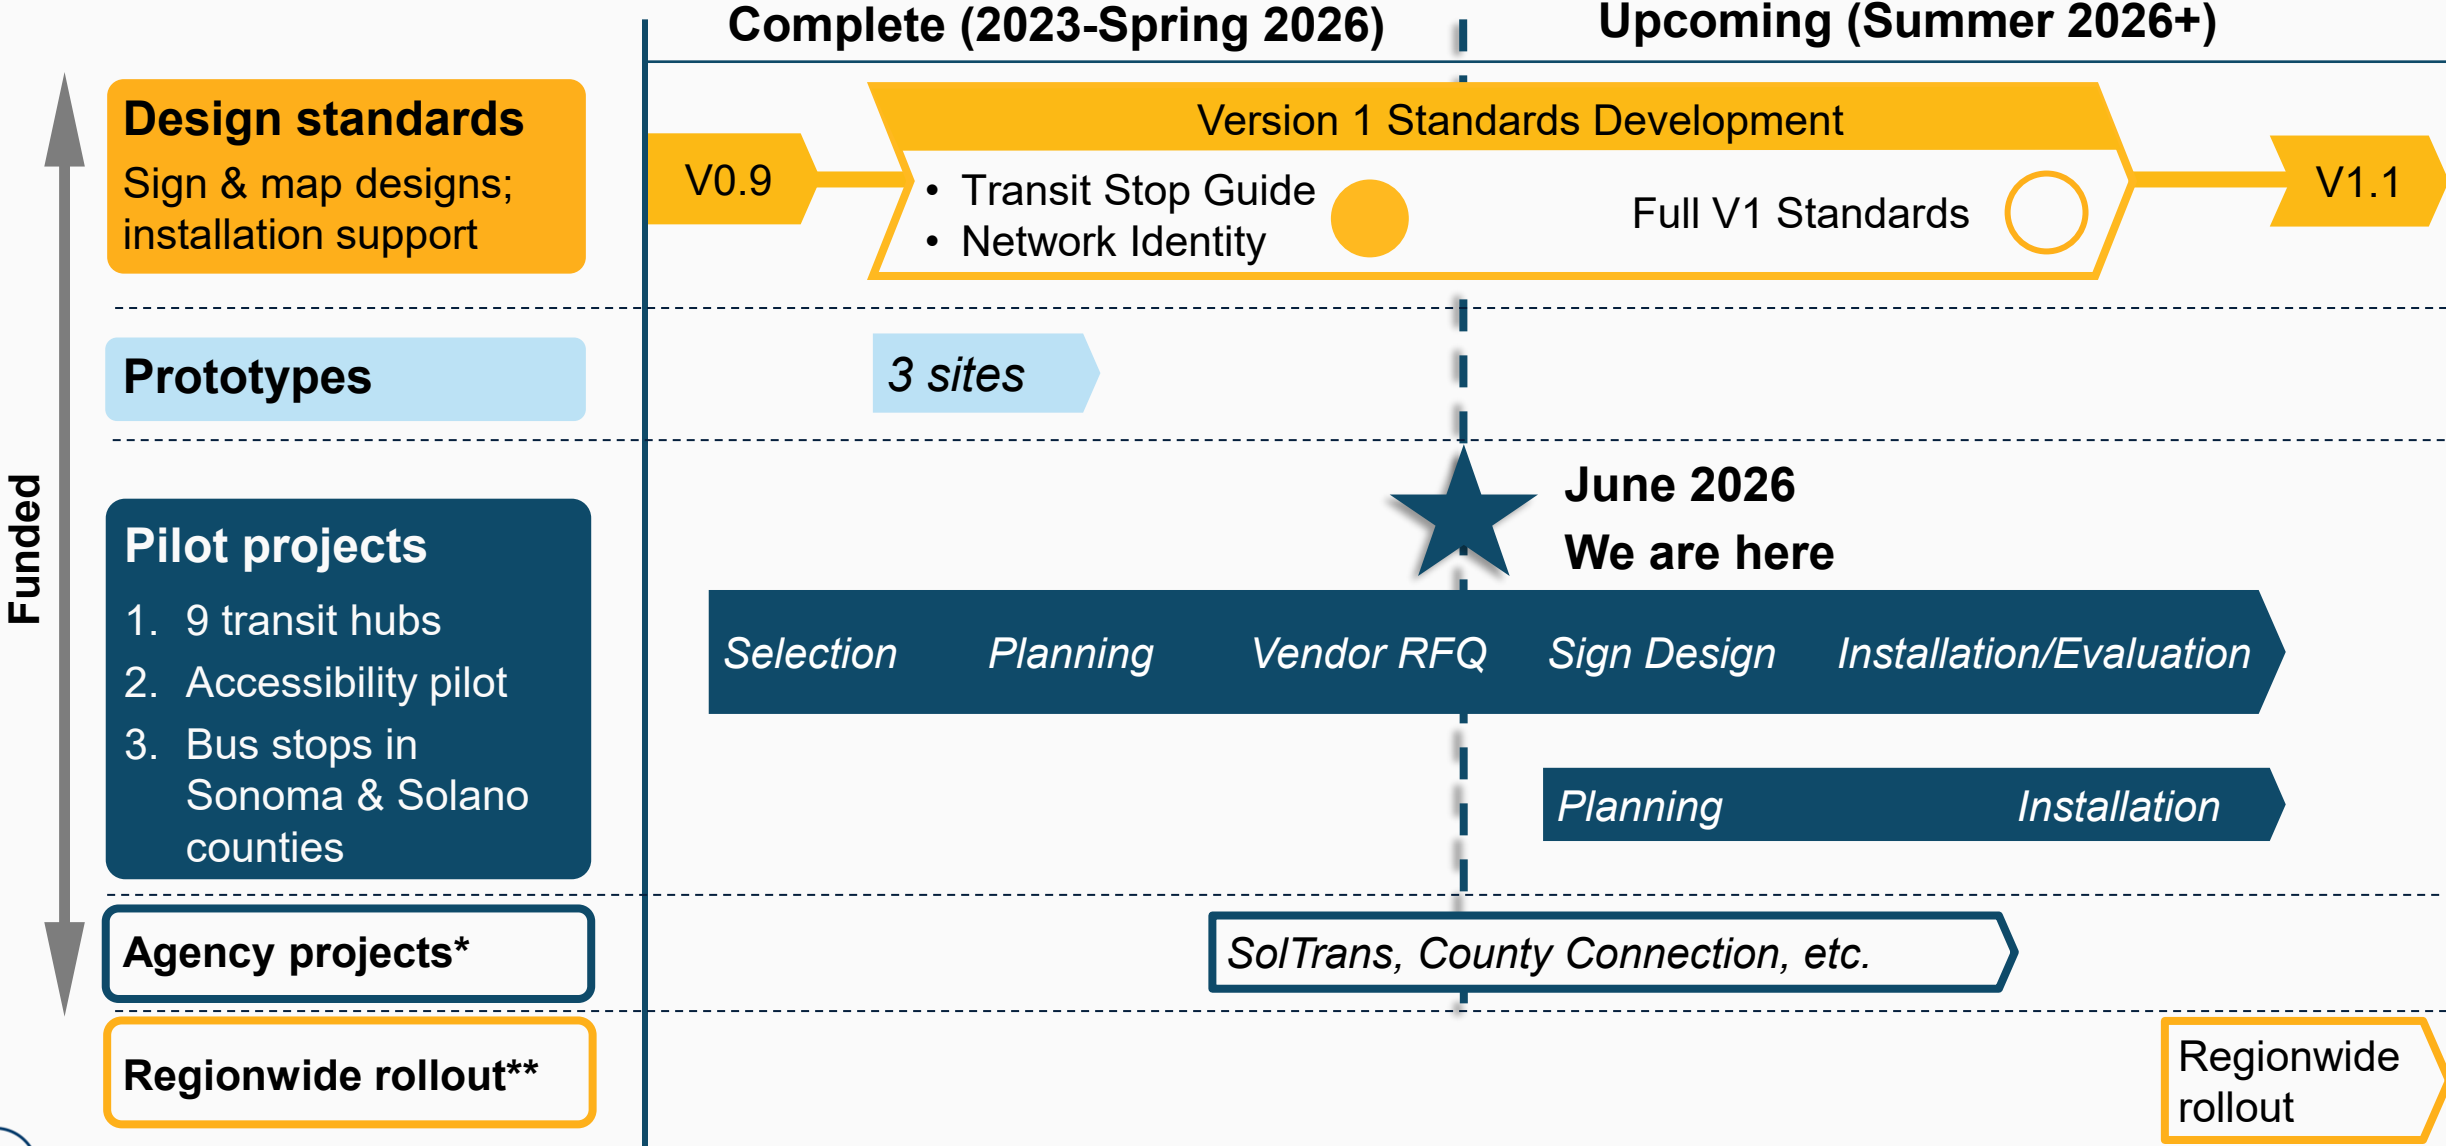 Complete (2023-Spring 2026)
Upcoming (Summer 2026+)
Funded
Design standards
Sign & map designs;
installation support
V0.9
Version 1 Standards Development
• Transit Stop Guide
• Network Identity
Full V1 Standards
V1.1
Prototypes
3 sites
June 2026
We are here
Pilot projects
1. 9 transit hubs
2. Accessibility pilot
3. Bus stops in
Sonoma & Solano
counties
Selection
Planning
Vendor RFQ
Sign Design
Installation/Evaluation
Planning
Installation
Agency projects*
SolTrans, County Connection, etc.
Regionwide rollout**
Regionwide
rollout